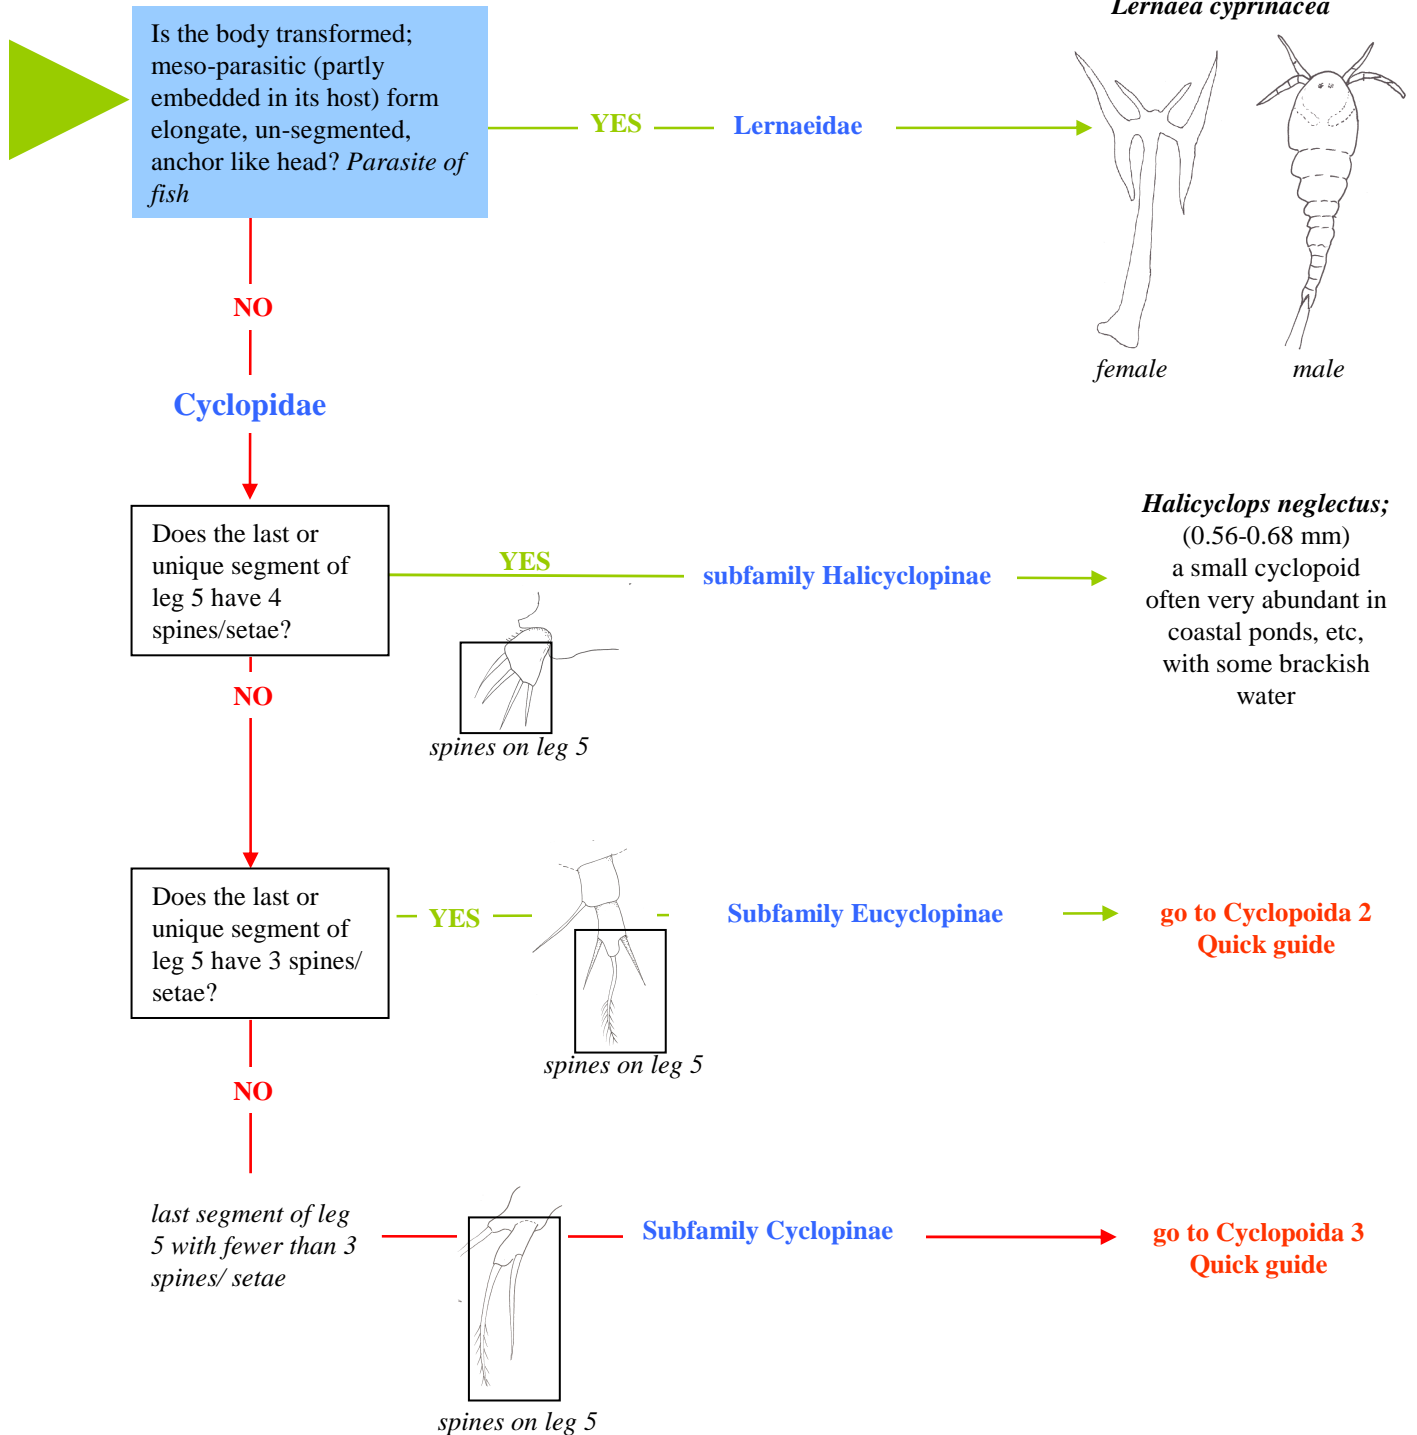 Lernaea cyprinacea
Is the body transformed;
meso-parasitic (partly
embedded in its host) form
elongate, un-segmented,
anchor like head? Parasite of
fish
YES
Lernaeidae
female
male
NO
Cyclopidae
Does the last or
unique segment of
leg 5 have 4
spines/setae?
YES
subfamily Halicyclopinae
Halicyclops neglectus;
(0.56-0.68 mm)
a small cyclopoid
often very abundant in
coastal ponds, etc,
with some brackish
water
spines on leg 5
NO
Does the last or
unique segment of
leg 5 have 3 spines/
setae?
YES
Subfamily Eucyclopinae
go to Cyclopoida 2
Quick guide
spines on leg 5
NO
last segment of leg
5 with fewer than 3
spines/ setae
Subfamily Cyclopinae
go to Cyclopoida 3
Quick guide
spines on leg 5